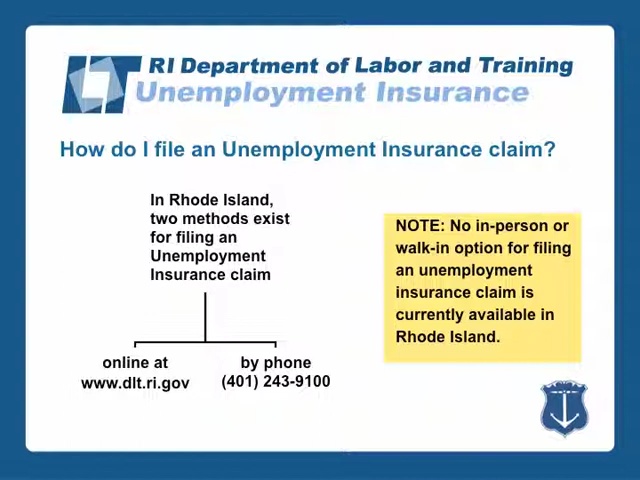 RI Department of Labor and Training
Unemployment Insurance
How do I file an Unemployment Insurance claim?
In Rhode Island,
two methods exist
for filing an
Unemployment
Insurance claim
online at
www.dlt.ri.gov
by phone
(401) 243-9100
NOTE: No in-person or
walk-in option for filing
an unemployment
insurance claim is
currently available in
Rhode Island.